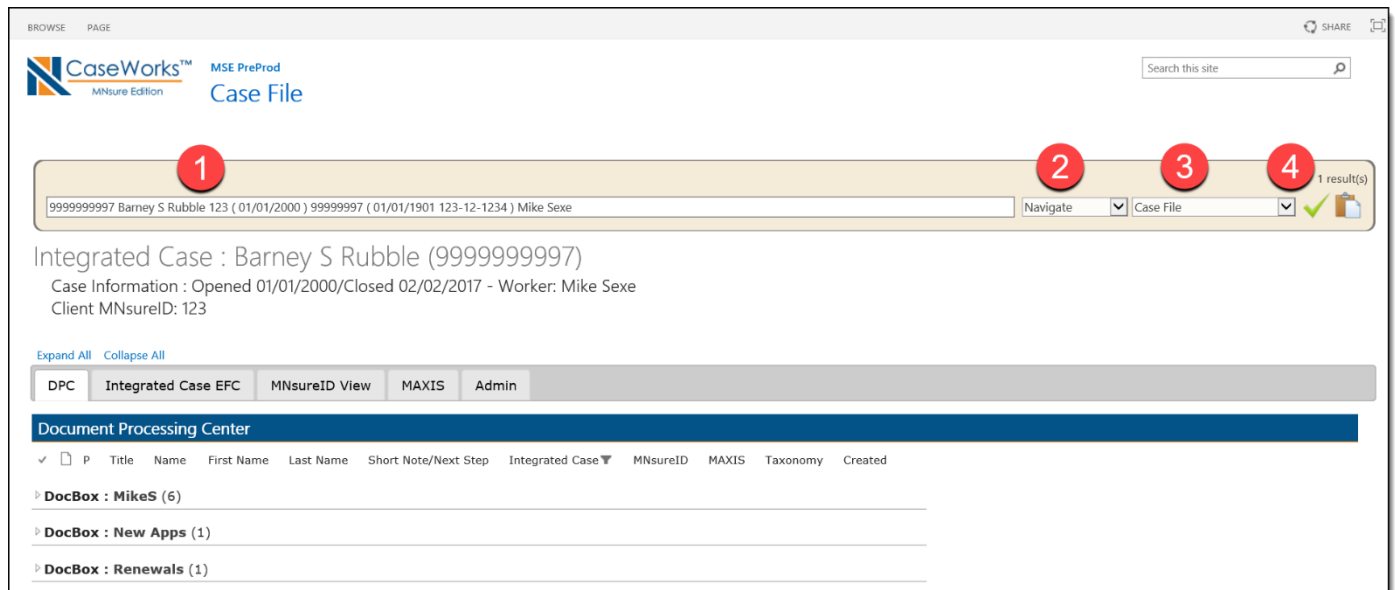 BROWSE PAGE SHARE
CaseWorks™ MSE PreProd Search this site
MNsure Edition Case File
1 2 3 4
1 result(s)
9999999997 Barney S Rubble 123 ( 01/01/2000 ) 99999997 ( 01/01/1901 123-12-1234 ) Mike Sexe Navigate Case File
Integrated Case : Barney S Rubble (9999999997)
Case Information : Opened 01/01/2000/Closed 02/02/2017 - Worker: Mike Sexe
Client MNsureID: 123
Expand All Collapse All
DPC Integrated Case EFC MNsureID View MAXIS Admin
Document Processing Center
P Title Name First Name Last Name Short Note/Next Step Integrated Case MNsureID MAXIS Taxonomy Created
DocBox : MikeS (6)
DocBox : New Apps (1)
DocBox : Renewals (1)